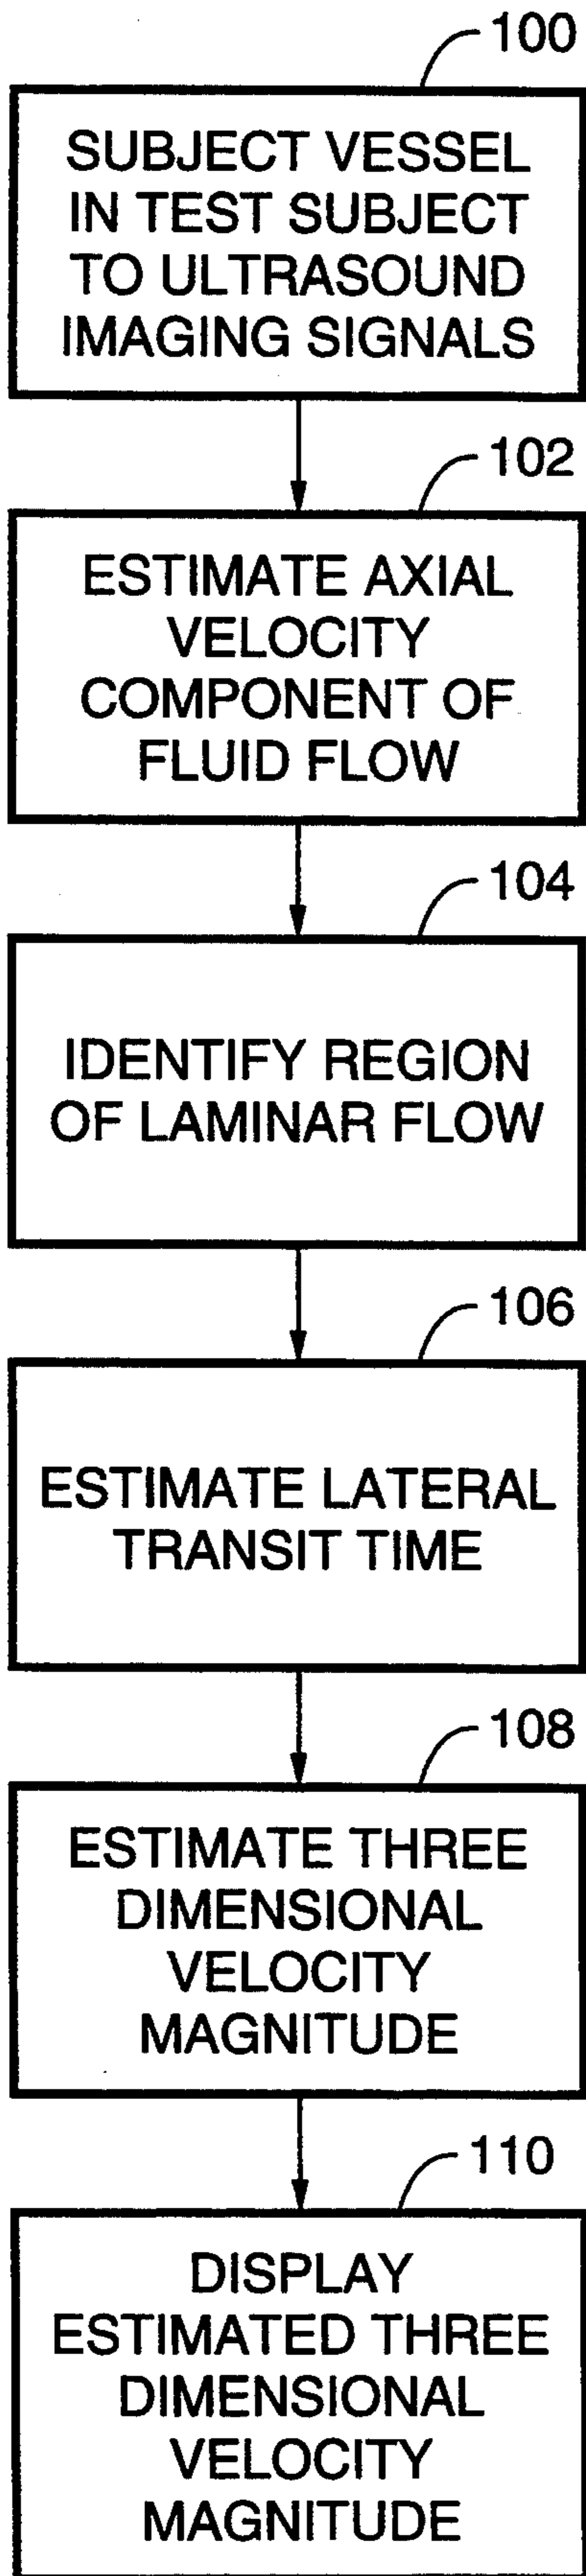 100
SUBJECT VESSEL
IN TEST SUBJECT
TO ULTRASOUND
IMAGING SIGNALS
102
ESTIMATE AXIAL
VELOCITY
COMPONENT OF
FLUID FLOW
104
IDENTIFY REGION
OF LAMINAR FLOW
106
ESTIMATE LATERAL
TRANSIT TIME
108
ESTIMATE THREE
DIMENSIONAL
VELOCITY
MAGNITUDE
110
DISPLAY
ESTIMATED THREE
DIMENSIONAL
VELOCITY
MAGNITUDE